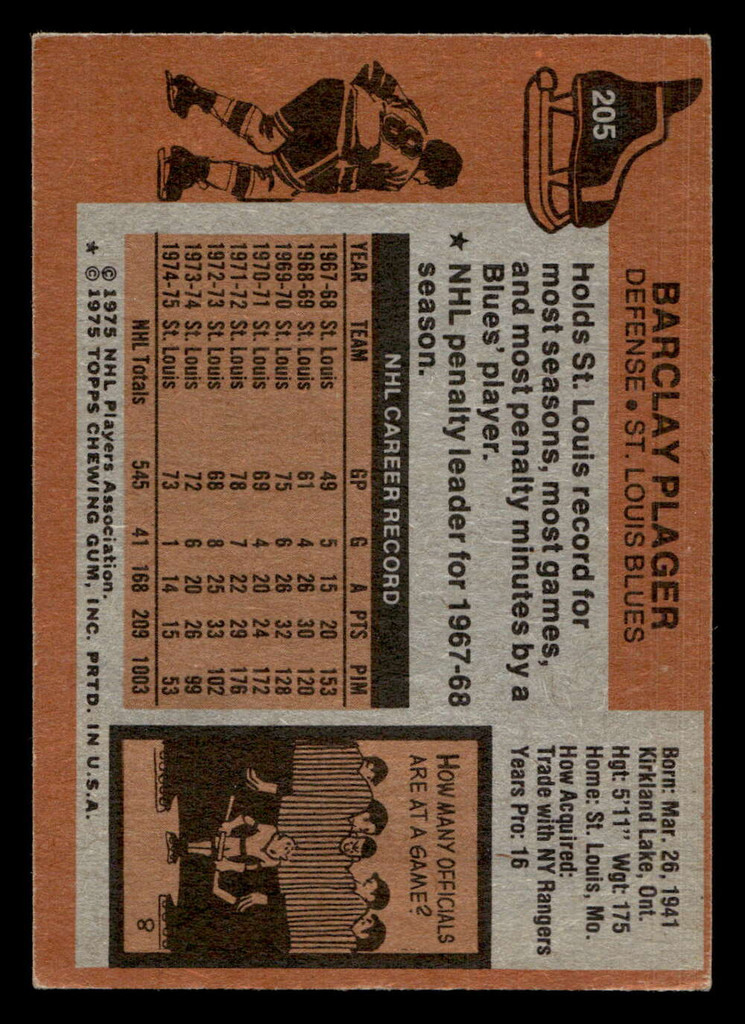 205
BARCLAY PLAGER
DEFENSE • ST. LOUIS BLUES
Born: Mar. 26, 1941
Kirkland Lake, Ont.
Hgt: 5'11" Wgt: 175
Home: St. Louis, Mo.
How Acquired:
Trade with NY Rangers
Years Pro: 16
Holds St. Louis record for
most seasons, most games,
and most penalty minutes by a
Blues' player.
★ NHL penalty leader for 1967-68
season.
NHL CAREER RECORD
YEAR TEAM GP G A PTS PIM
1967-68 St. Louis 49 5 15 20 153
1968-69 St. Louis 61 4 26 30 120
1969-70 St. Louis 75 6 26 32 128
1970-71 St. Louis 69 4 20 24 172
1971-72 St. Louis 78 7 22 29 176
1972-73 St. Louis 68 8 25 33 102
1973-74 St. Louis 72 6 20 26 99
1974-75 St. Louis 73 1 14 15 53
NHL Totals 545 41 168 209 1003
© 1975 NHL Players Association.
* © 1975 TOPPS CHEWING GUM, INC. PRTD. IN U.S.A.
HOW MANY OFFICIALS
ARE AT A GAME?
8
8